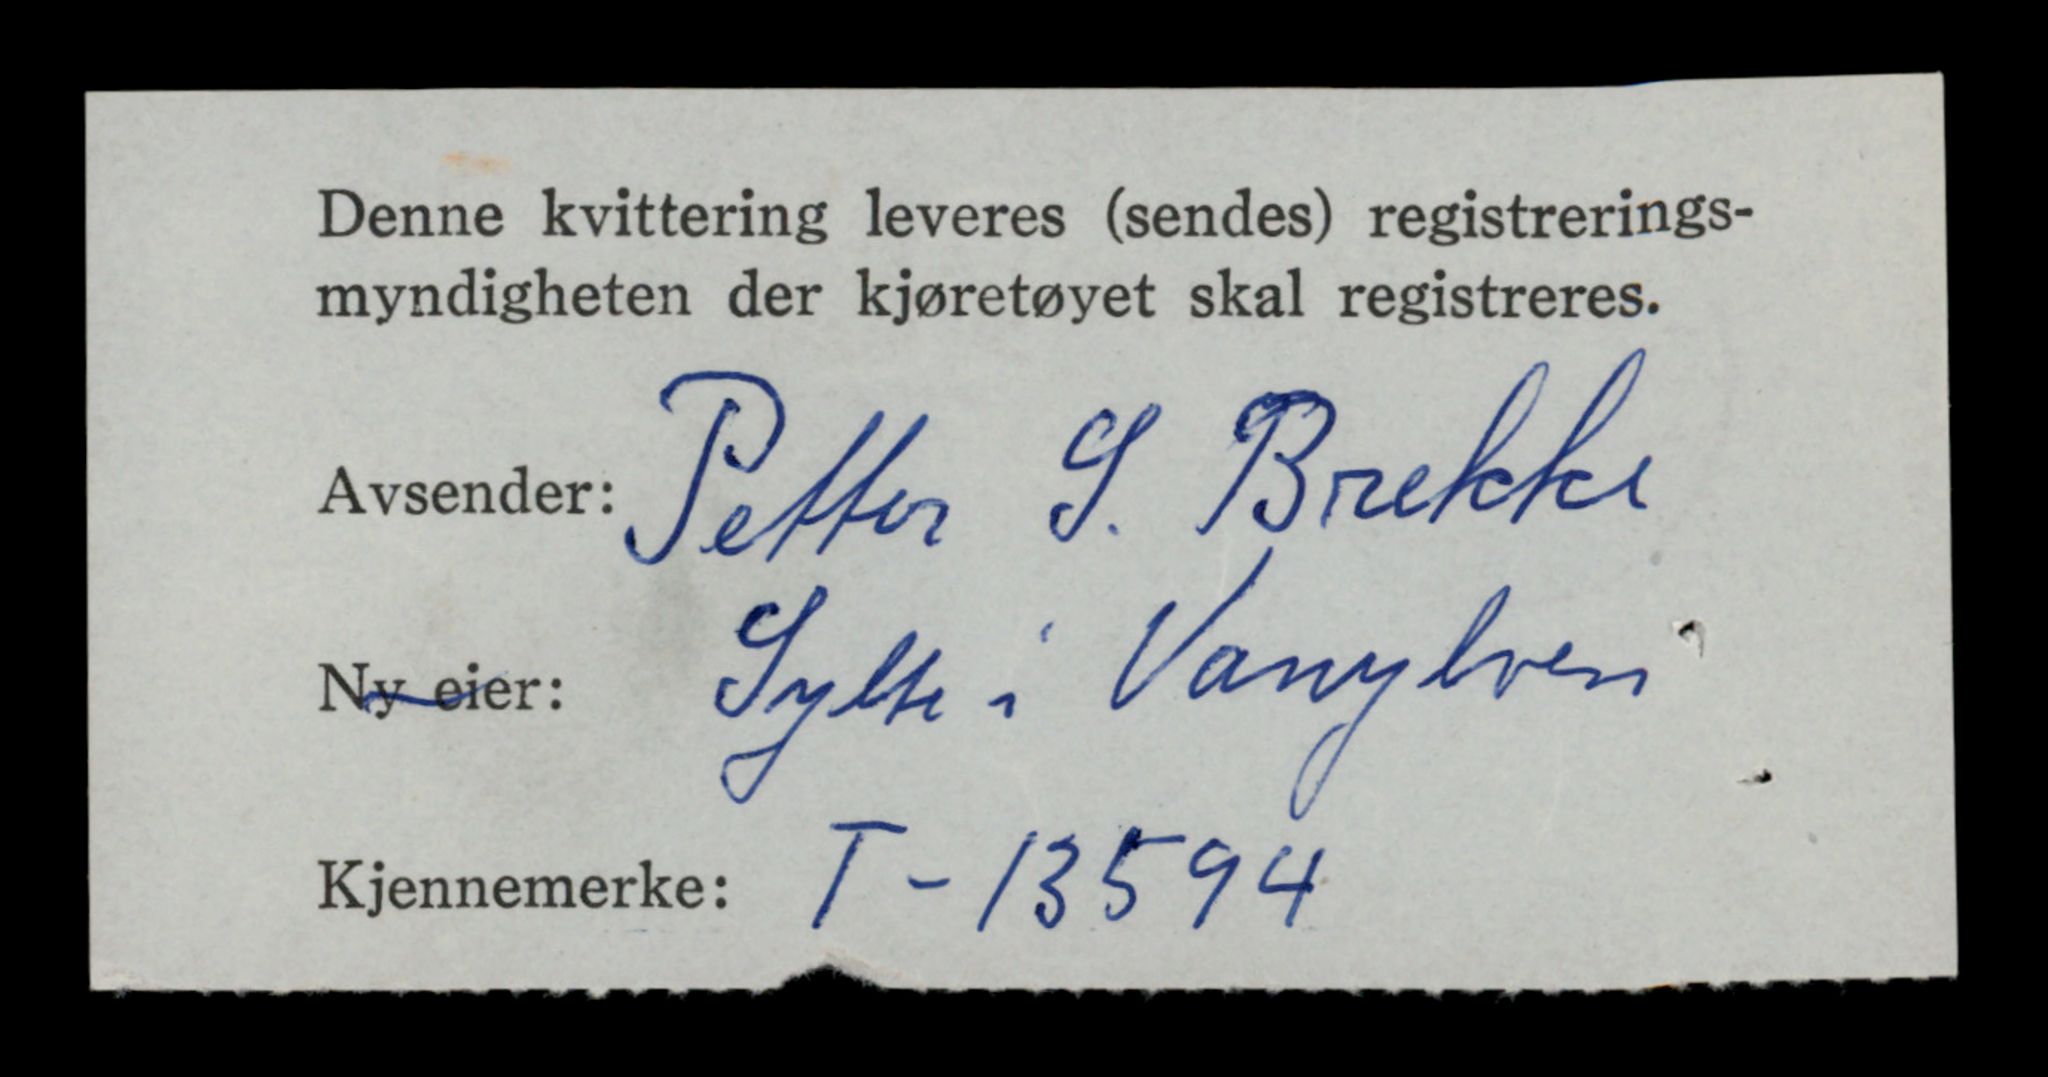 Denne kvittering leveres (sendes) registrerings-
myndigheten der kjøretøyet skal registreres.
Avsender: Petter S. Brekke
Ny eier: Sylte i Vanylven
Kjennemerke: T-13594